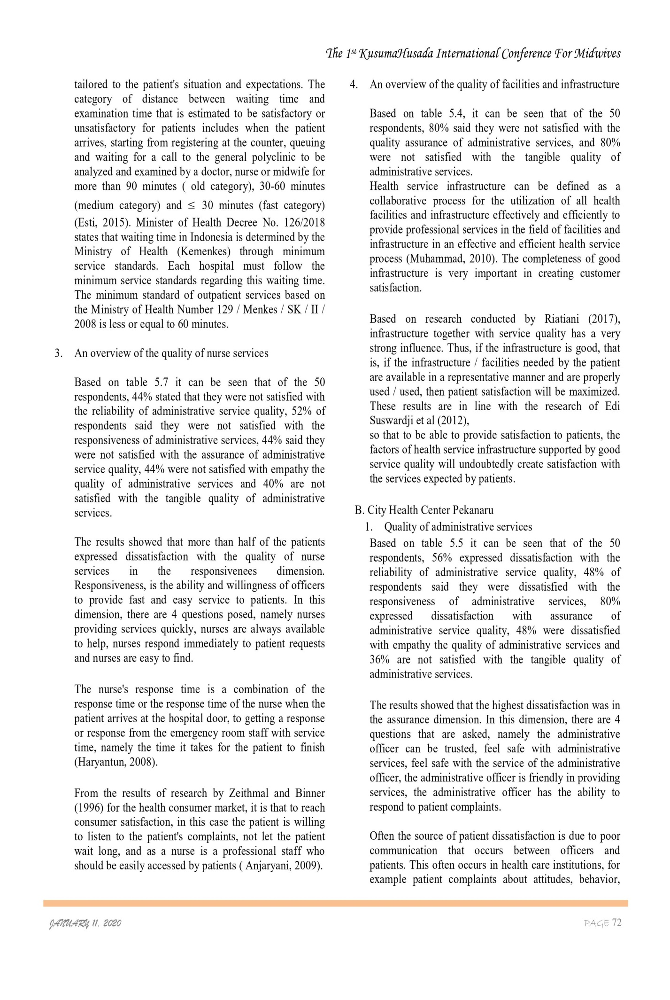 The 1st KusumaHusada International Conference For Midwives
tailored to the patient's situation and expectations. The
category of distance between waiting time and
examination time that is estimated to be satisfactory or
unsatisfactory for patients includes when the patient
arrives, starting from registering at the counter, queuing
and waiting for a call to the general polyclinic to be
analyzed and examined by a doctor, nurse or midwife for
more than 90 minutes ( old category), 30-60 minutes
(medium category) and ≤ 30 minutes (fast category)
(Esti, 2015). Minister of Health Decree No. 126/2018
states that waiting time in Indonesia is determined by the
Ministry of Health (Kemenkes) through minimum
service standards. Each hospital must follow the
minimum service standards regarding this waiting time.
The minimum standard of outpatient services based on
the Ministry of Health Number 129 / Menkes / SK / II /
2008 is less or equal to 60 minutes.
3. An overview of the quality of nurse services
Based on table 5.7 it can be seen that of the 50
respondents, 44% stated that they were not satisfied with
the reliability of administrative service quality, 52% of
respondents said they were not satisfied with the
responsiveness of administrative services, 44% said they
were not satisfied with the assurance of administrative
service quality, 44% were not satisfied with empathy the
quality of administrative services and 40% are not
satisfied with the tangible quality of administrative
services.
The results showed that more than half of the patients
expressed dissatisfaction with the quality of nurse
services in the responsivenees dimension.
Responsiveness, is the ability and willingness of officers
to provide fast and easy service to patients. In this
dimension, there are 4 questions posed, namely nurses
providing services quickly, nurses are always available
to help, nurses respond immediately to patient requests
and nurses are easy to find.
The nurse's response time is a combination of the
response time or the response time of the nurse when the
patient arrives at the hospital door, to getting a response
or response from the emergency room staff with service
time, namely the time it takes for the patient to finish
(Haryantun, 2008).
From the results of research by Zeithmal and Binner
(1996) for the health consumer market, it is that to reach
consumer satisfaction, in this case the patient is willing
to listen to the patient's complaints, not let the patient
wait long, and as a nurse is a professional staff who
should be easily accessed by patients ( Anjaryani, 2009).
4. An overview of the quality of facilities and infrastructure
Based on table 5.4, it can be seen that of the 50
respondents, 80% said they were not satisfied with the
quality assurance of administrative services, and 80%
were not satisfied with the tangible quality of
administrative services.
Health service infrastructure can be defined as a
collaborative process for the utilization of all health
facilities and infrastructure effectively and efficiently to
provide professional services in the field of facilities and
infrastructure in an effective and efficient health service
process (Muhammad, 2010). The completeness of good
infrastructure is very important in creating customer
satisfaction.
Based on research conducted by Riatiani (2017),
infrastructure together with service quality has a very
strong influence. Thus, if the infrastructure is good, that
is, if the infrastructure / facilities needed by the patient
are available in a representative manner and are properly
used / used, then patient satisfaction will be maximized.
These results are in line with the research of Edi
Suswardji et al (2012),
so that to be able to provide satisfaction to patients, the
factors of health service infrastructure supported by good
service quality will undoubtedly create satisfaction with
the services expected by patients.
B. City Health Center Pekanaru
1. Quality of administrative services
Based on table 5.5 it can be seen that of the 50
respondents, 56% expressed dissatisfaction with the
reliability of administrative service quality, 48% of
respondents said they were dissatisfied with the
responsiveness of administrative services, 80%
expressed dissatisfaction with assurance of
administrative service quality, 48% were dissatisfied
with empathy the quality of administrative services and
36% are not satisfied with the tangible quality of
administrative services.
The results showed that the highest dissatisfaction was in
the assurance dimension. In this dimension, there are 4
questions that are asked, namely the administrative
officer can be trusted, feel safe with administrative
services, feel safe with the service of the administrative
officer, the administrative officer is friendly in providing
services, the administrative officer has the ability to
respond to patient complaints.
Often the source of patient dissatisfaction is due to poor
communication that occurs between officers and
patients. This often occurs in health care institutions, for
example patient complaints about attitudes, behavior,
JANUARY 11, 2020
PAGE 72